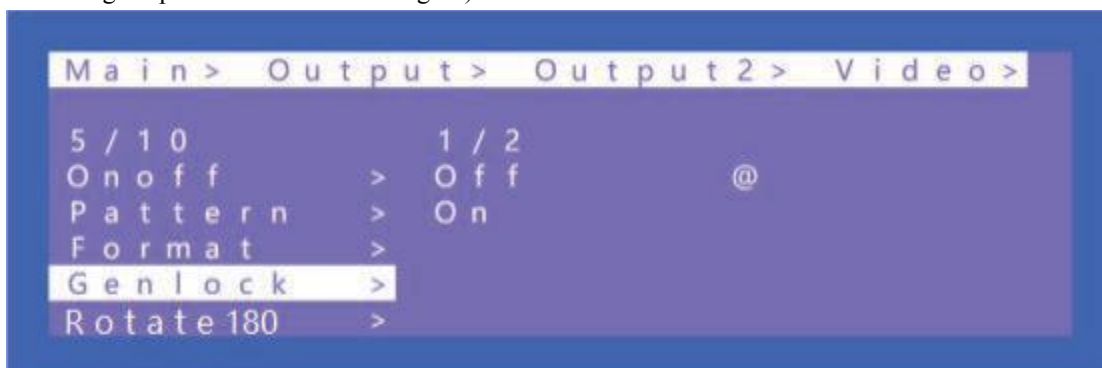 Main> Output> Output2> Video>
5/10 1/2
Onoff > Off @
Pattern > On
Format >
Genlock >
Rotate180 >